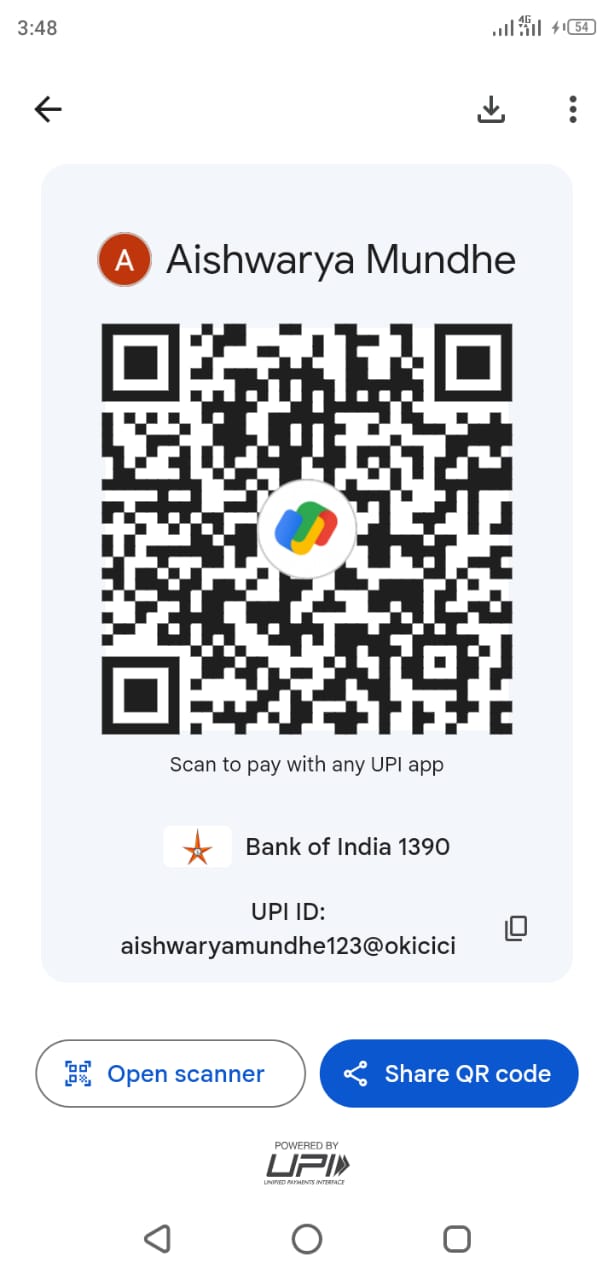 3:48
4G
54
A Aishwarya Mundhe
Scan to pay with any UPI app
Bank of India 1390
UPI ID:
aishwaryamundhe123@okicici
Open scanner
Share QR code
POWERED BY
UPI
UNIFIED PAYMENTS INTERFACE